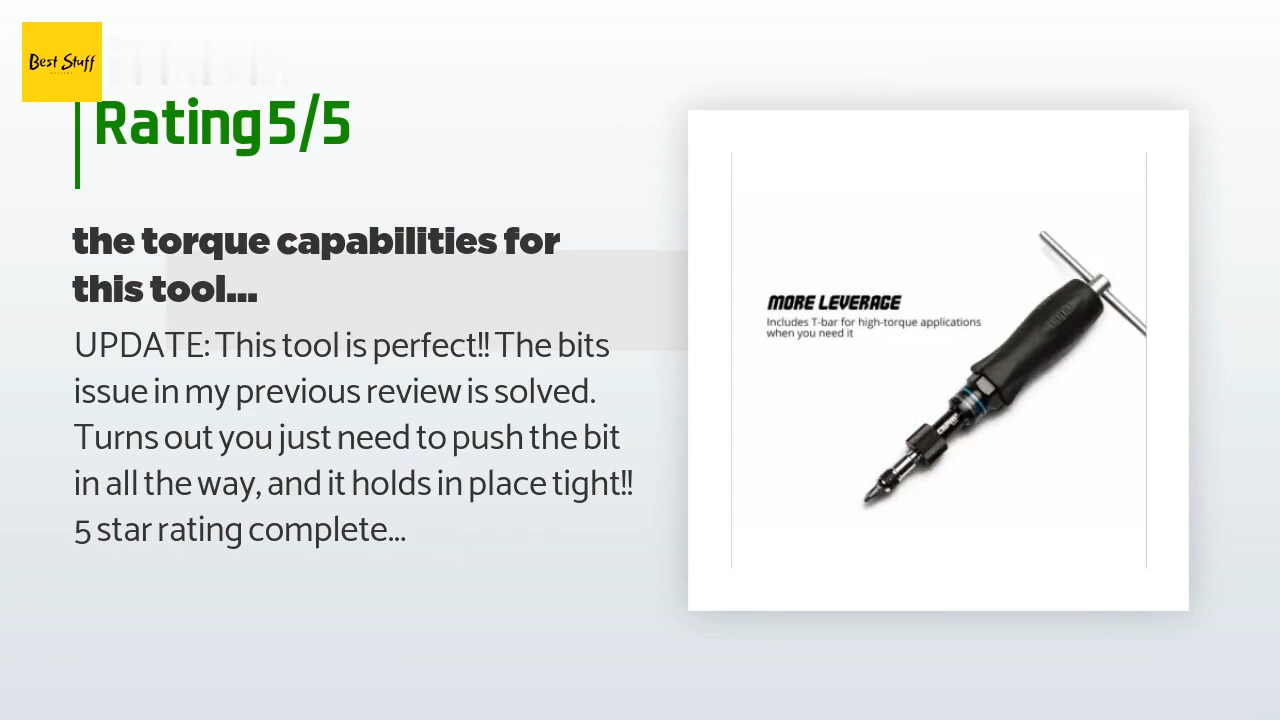 Best Stuff
Rating 5/5
the torque capabilities for
this tool...
UPDATE: This tool is perfect!! The bits
issue in my previous review is solved.
Turns out you just need to push the bit
in all the way, and it holds in place tight!!
5 star rating complete...
MORE LEVERAGE
Includes T-bar for high-torque applications
when you need it